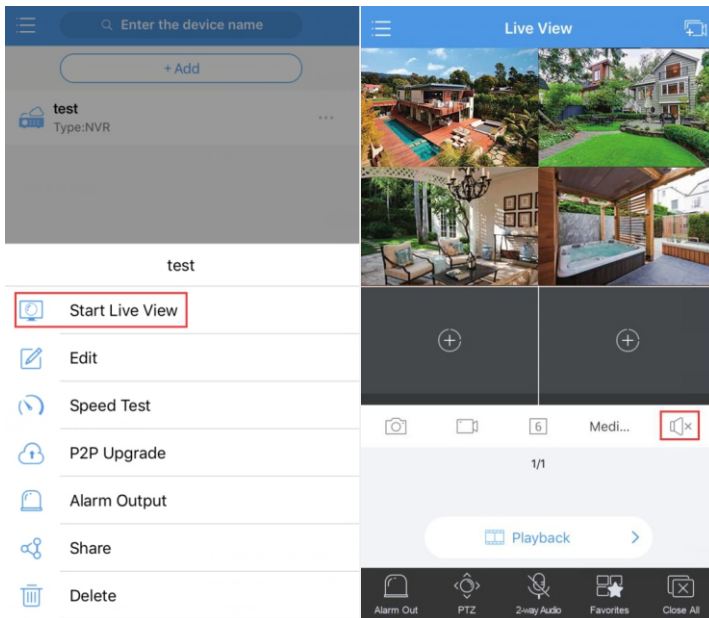 Enter the device name
+ Add
test
Type:NVR
...
test
Start Live View
Edit
Speed Test
P2P Upgrade
Alarm Output
Share
Delete
Live View
6
Medi...
1/1
Playback
Alarm Out
PTZ
2-way Audio
Favorites
Close All